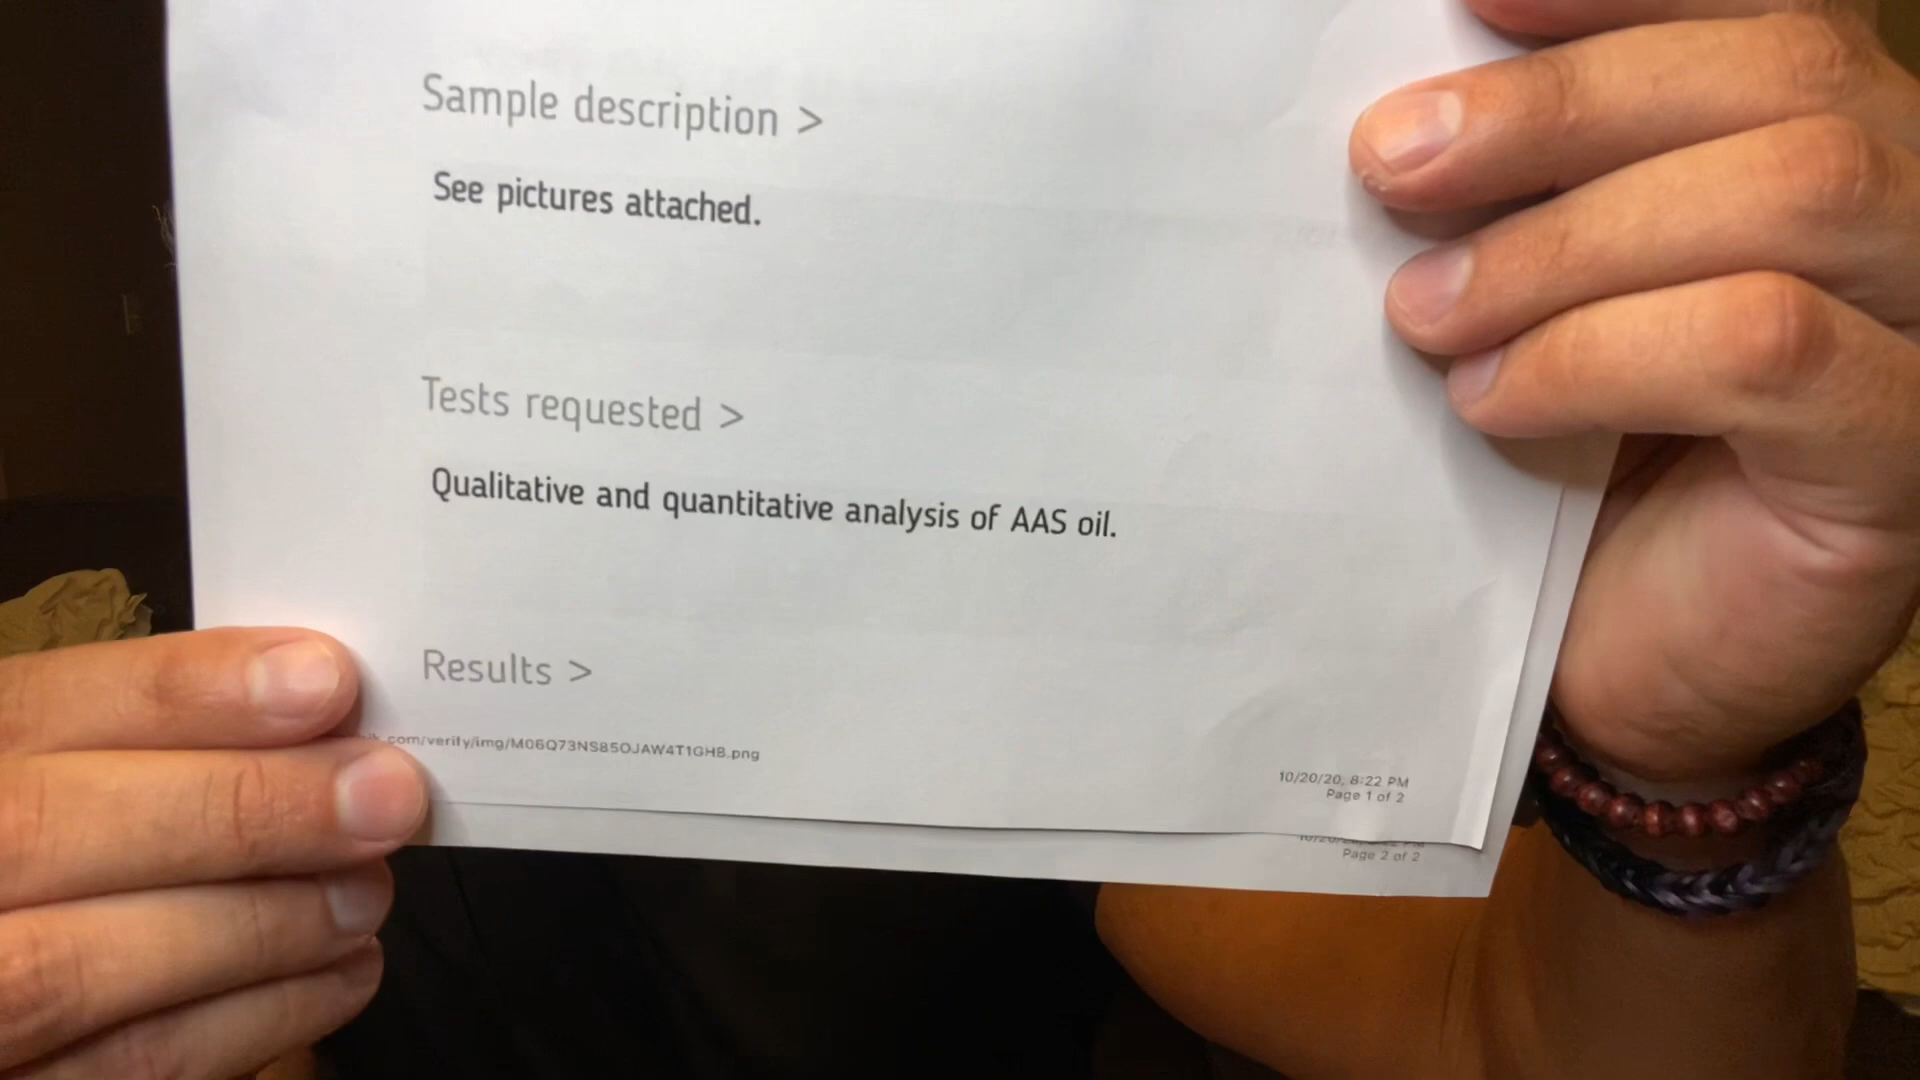 Sample description >
See pictures attached.
Tests requested >
Qualitative and quantitative analysis of AAS oil.
Results >
.com/verify/img/M06Q73NS85OJAW4T1GHB.png
10/20/20, 8:22 PM
Page 1 of 2
Page 2 of 2